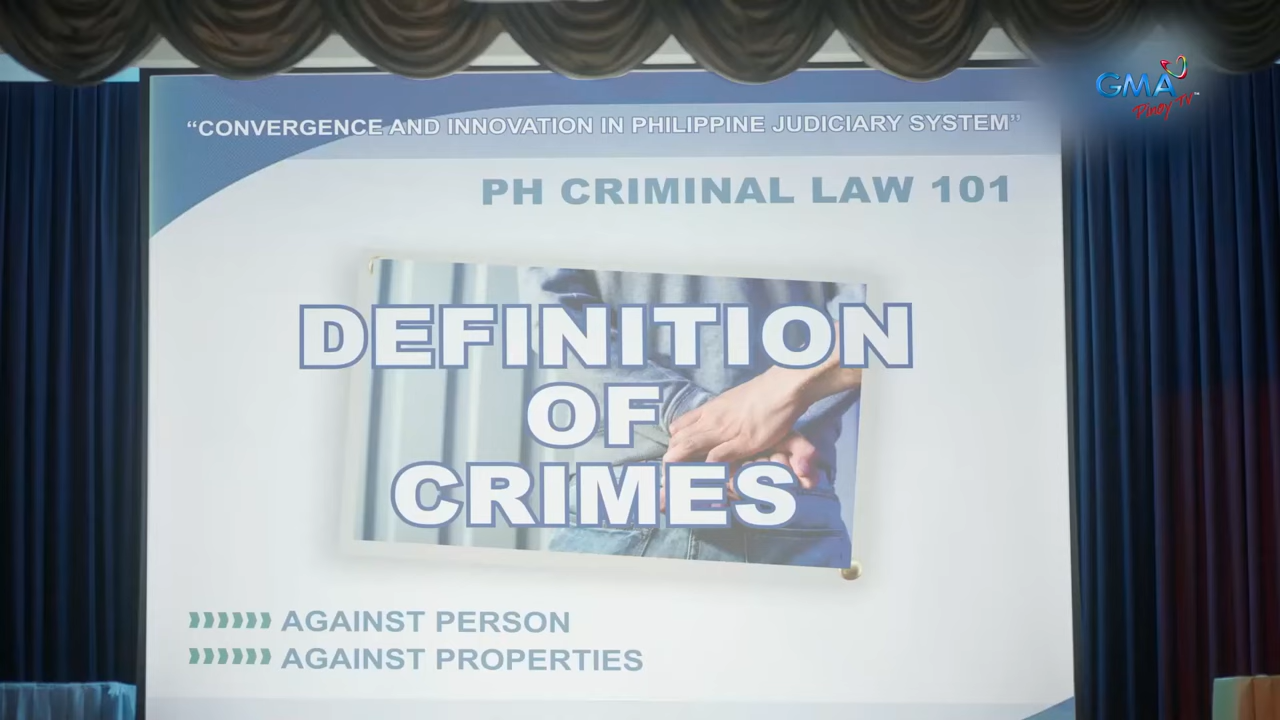 GMA
Pinoy TV
"CONVERGENCE AND INNOVATION IN PHILIPPINE JUDICIARY SYSTEM"
PH CRIMINAL LAW 101
DEFINITION
OF
CRIMES
AGAINST PERSON
AGAINST PROPERTIES